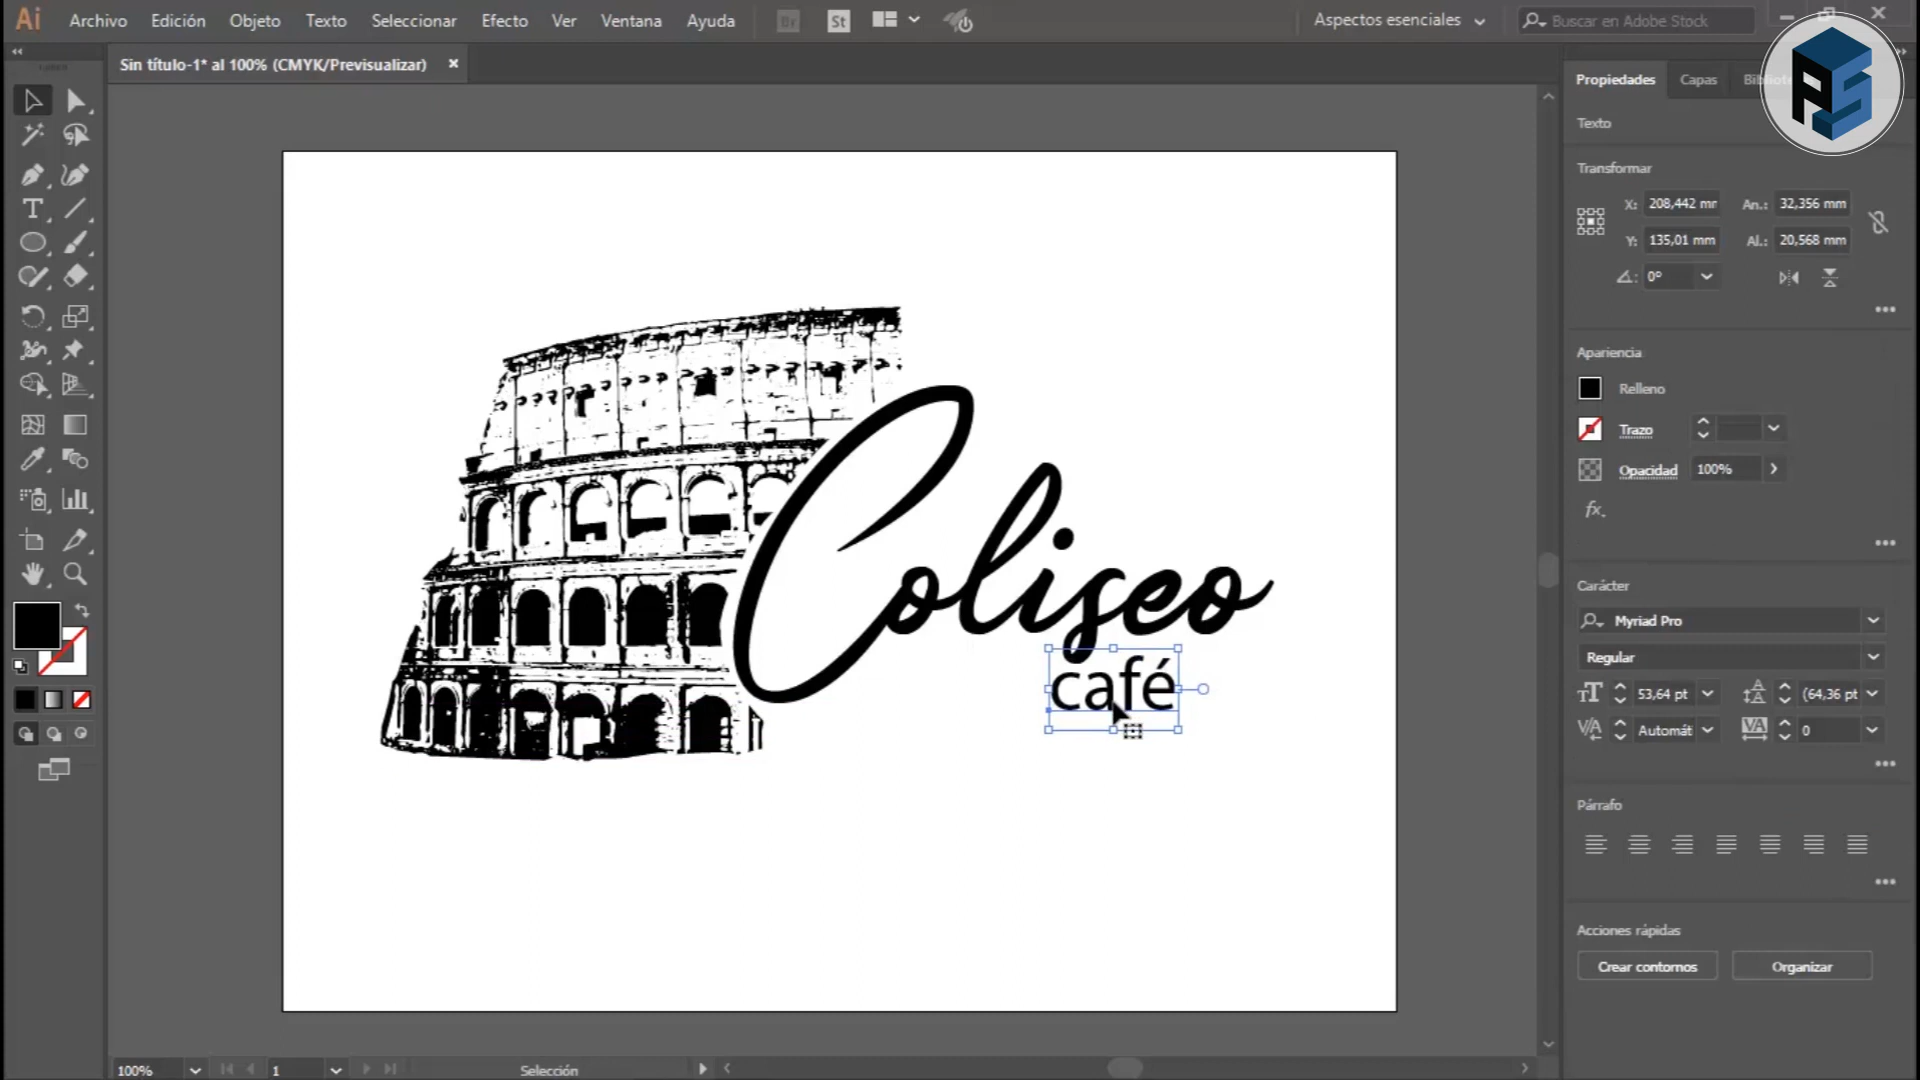 Ai Archivo Edición Objeto Texto Seleccionar Efecto Ver Ventana Ayuda Br St Aspectos esenciales Buscar en Adobe Stock
Sin título-1* al 100% (CMYK/Previsualizar)
Propiedades Capas
Texto
Transformar
X: 208,442 mm An.: 32,356 mm
Y: 135,01 mm Al.: 20,568 mm
0°
Apariencia
Relleno
Trazo
Opacidad 100%
fx.
Carácter
Myriad Pro
Regular
53,64 pt (64,36 pt
Automát 0
Párrafo
Acciones rápidas
Crear contornos Organizar
Coliseo
café
100% 1 Selección